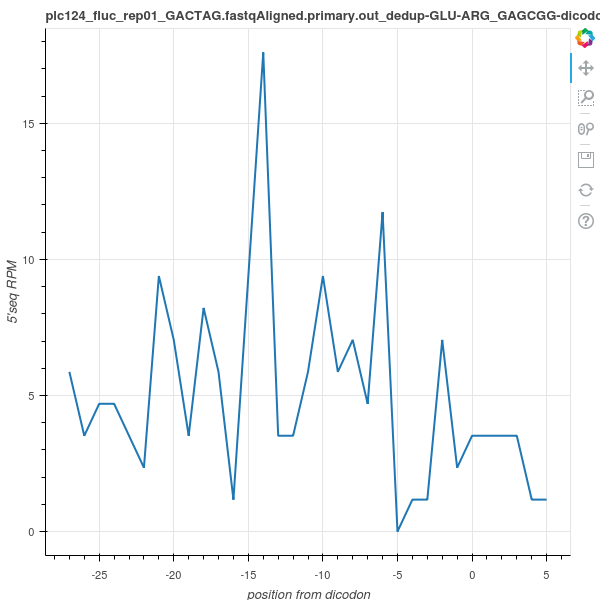 plc124_fluc_rep01_GACTAG.fastqAligned.primary.out_dedup-GLU-ARG_GAGCGG-dicodo
15
10
5
0
5'seq RPM
-25 -20 -15 -10 -5 0 5
position from dicodon